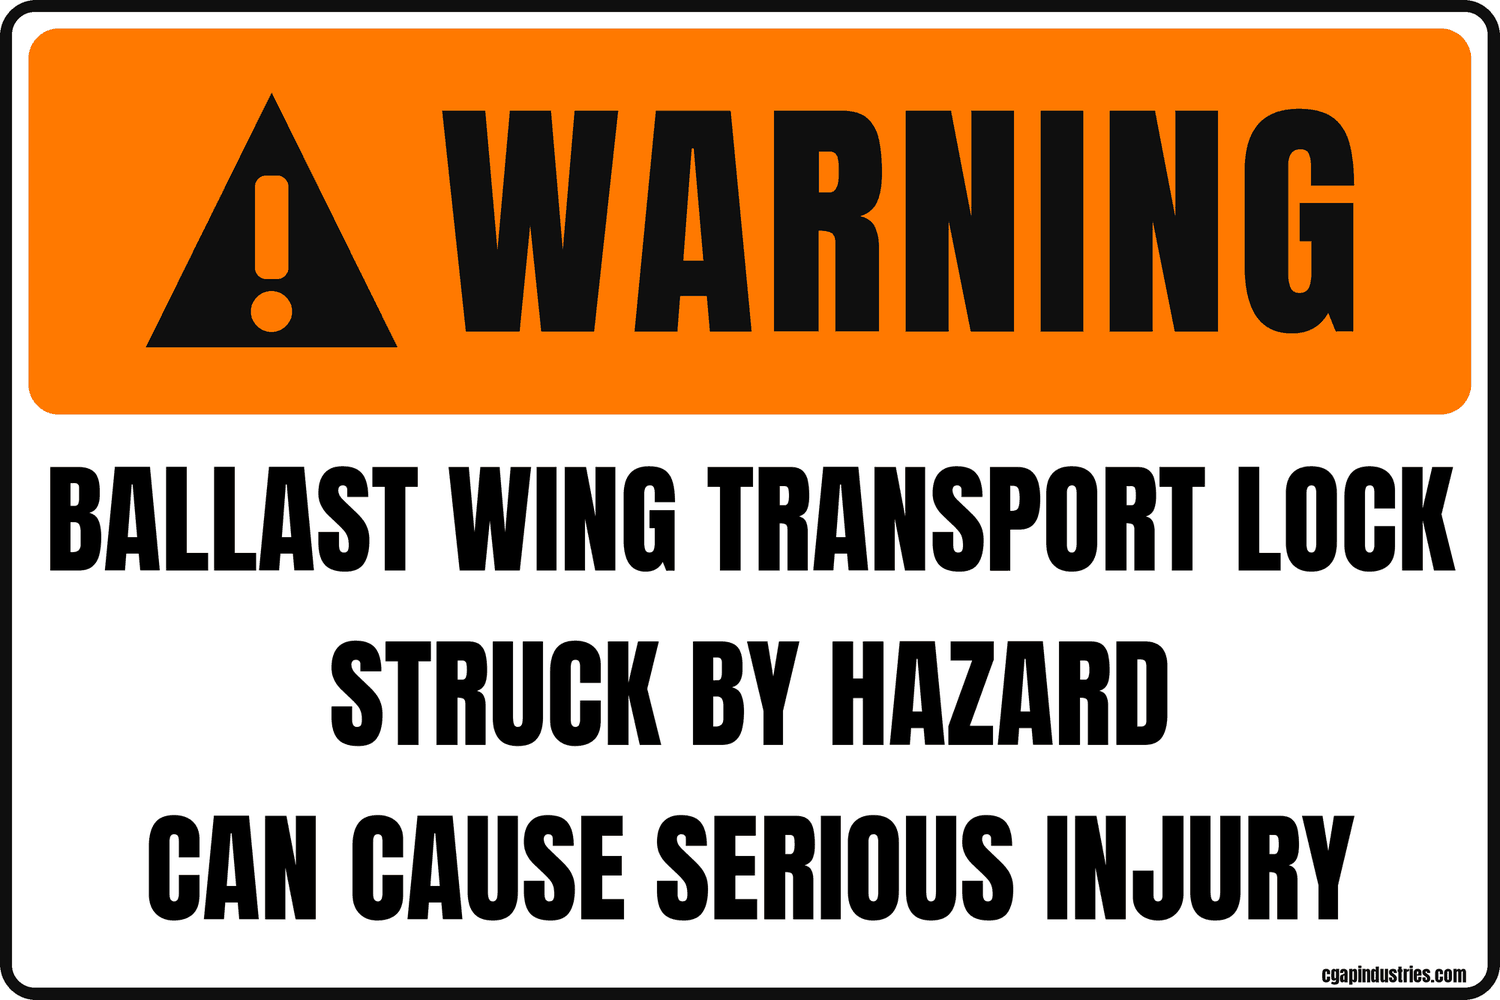 WARNING
BALLAST WING TRANSPORT LOCK
STRUCK BY HAZARD
CAN CAUSE SERIOUS INJURY
cgapindustries.com